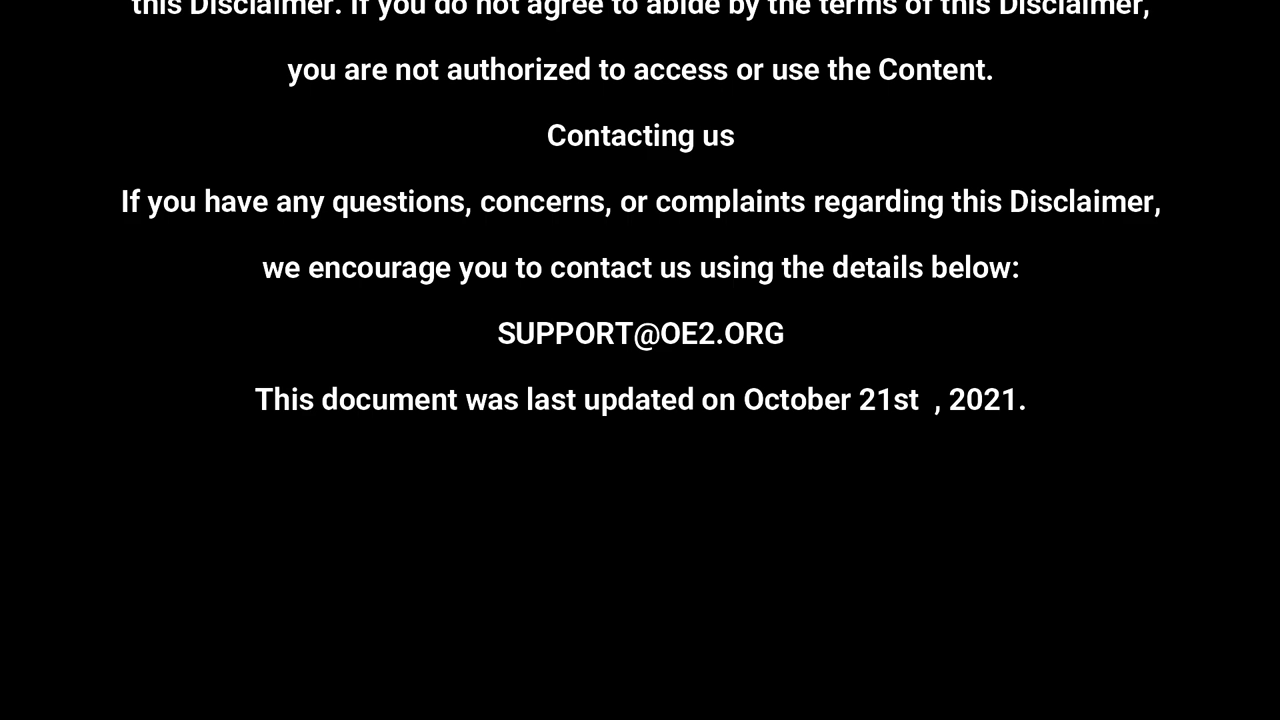 this Disclaimer. If you do not agree to abide by the terms of this Disclaimer,
you are not authorized to access or use the Content.
Contacting us
If you have any questions, concerns, or complaints regarding this Disclaimer,
we encourage you to contact us using the details below:
SUPPORT@OE2.ORG
This document was last updated on October 21st  , 2021.